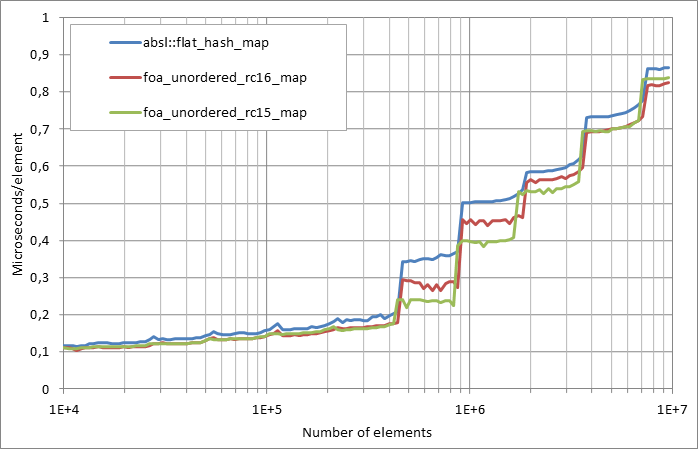 absl::flat_hash_map
foa_unordered_rc16_map
foa_unordered_rc15_map
Microseconds/element
1
0,9
0,8
0,7
0,6
0,5
0,4
0,3
0,2
0,1
0
1E+4
1E+5
1E+6
1E+7
Number of elements